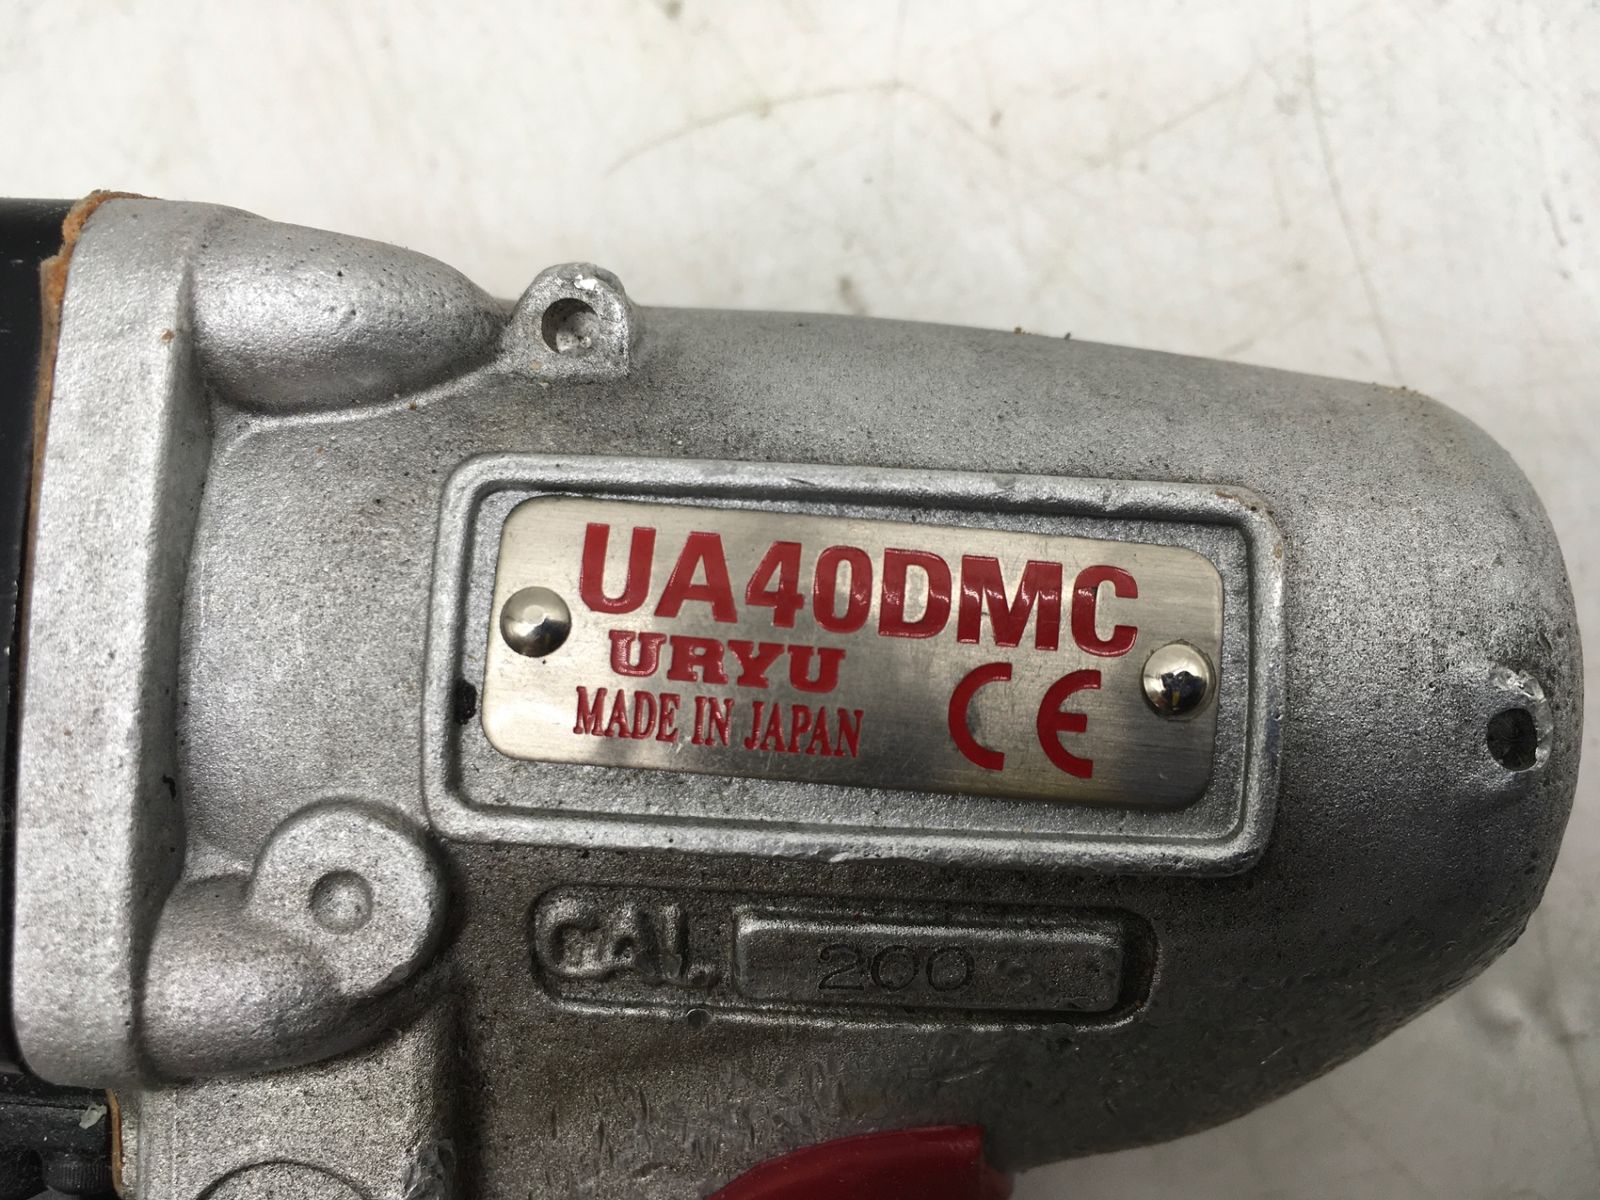 UA40DMC
URYU
MADE IN JAPAN
CE
CAL. 200